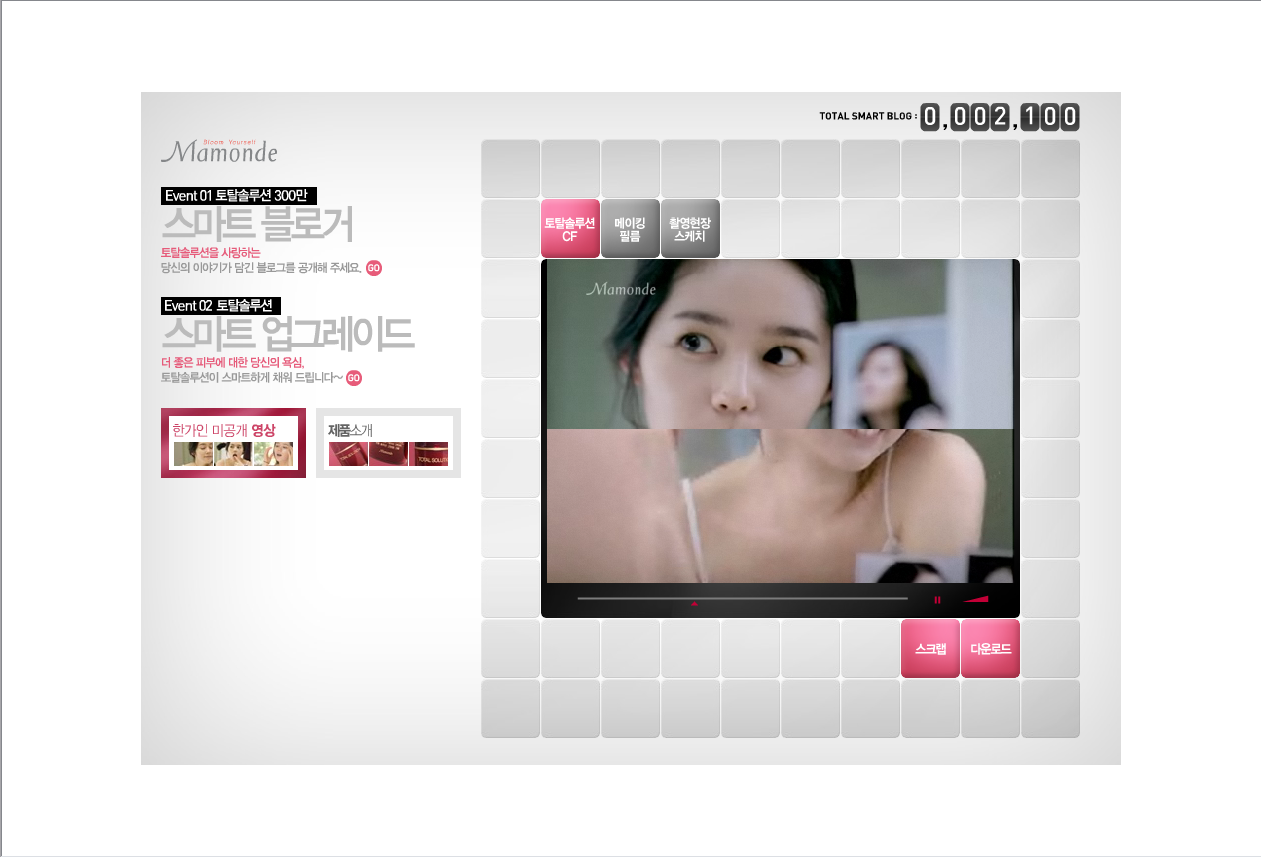 TOTAL SMART BLOG : 0,002,100
Bloom Yourself
Mamonde
Event 01 토탈솔루션 300만
스마트 블로거
토탈솔루션을 사랑하는
당신의 이야기가 담긴 블로그를 공개해 주세요. GO
Event 02 토탈솔루션
스마트 업그레이드
더 좋은 피부에 대한 당신의 욕심,
토탈솔루션이 스마트하게 채워 드립니다~ GO
한가인 미공개 영상
제품소개
TOTAL SOLUTI
토탈솔루션
CF
메이킹
필름
촬영현장
스케치
Mamonde
스크랩
다운로드